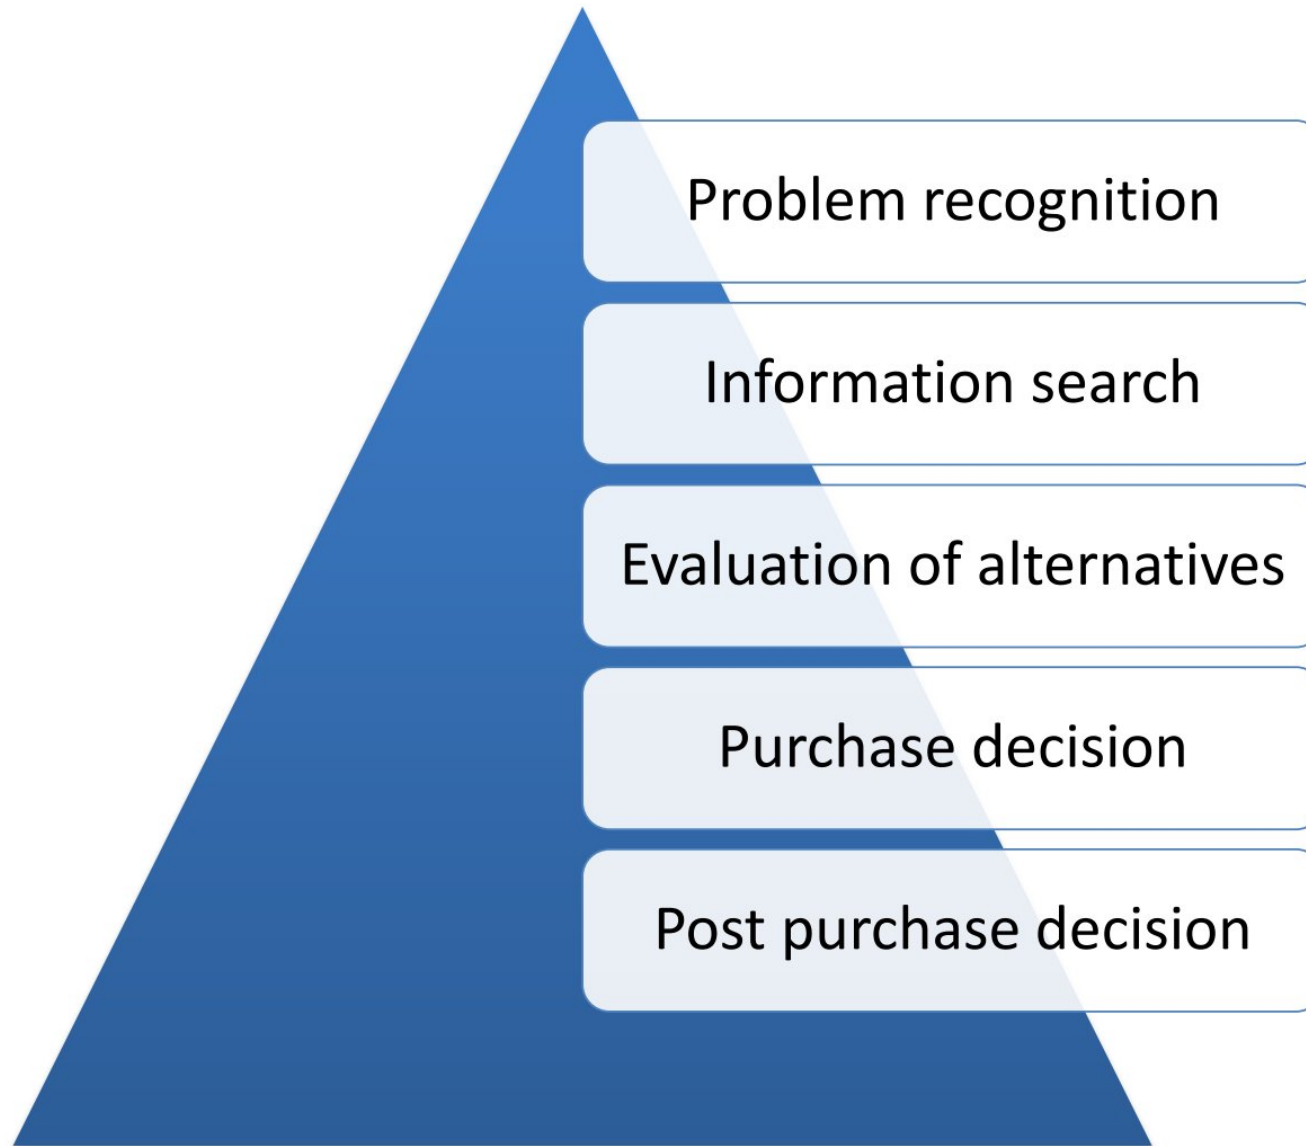 Problem recognition
Information search
Evaluation of alternatives
Purchase decision
Post purchase decision